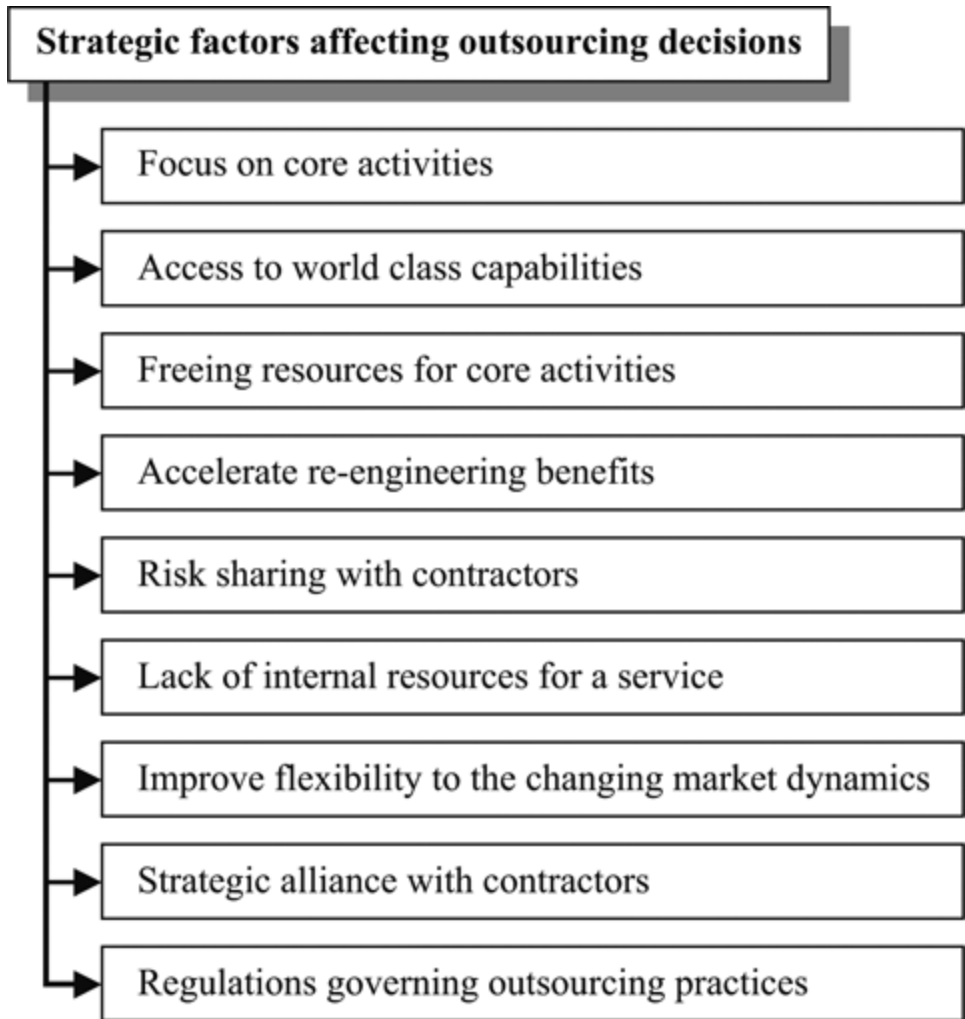 Strategic factors affecting outsourcing decisions
Focus on core activities
Access to world class capabilities
Freeing resources for core activities
Accelerate re-engineering benefits
Risk sharing with contractors
Lack of internal resources for a service
Improve flexibility to the changing market dynamics
Strategic alliance with contractors
Regulations governing outsourcing practices